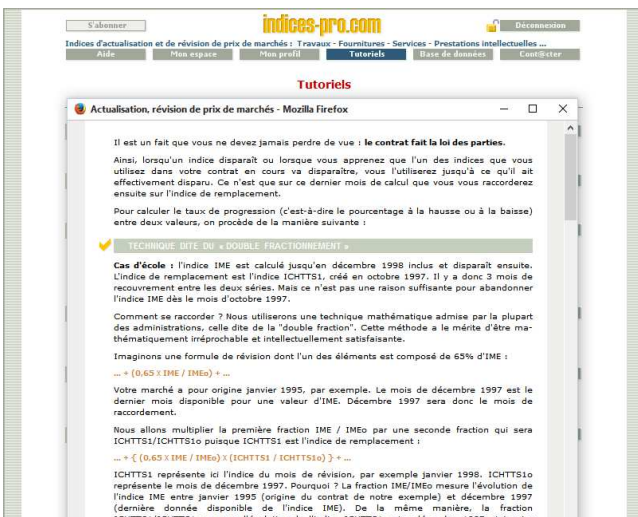 S'abonner
indices-pro.com
Déconnexion
Indices d'actualisation et de révision de prix de marchés : Travaux - Fournitures - Services - Prestations intellectuelles ...
Aide
Mon espace
Mon profil
Tutoriels
Base de données
Cont@cter
Tutoriels
Actualisation, révision de prix de marchés - Mozilla Firefox
Il est un fait que vous ne devez jamais perdre de vue : le contrat fait la loi des parties.
Ainsi, lorsqu'un indice disparaît ou lorsque vous apprenez que l'un des indices que vous
utilisez dans votre contrat en cours va disparaître, vous l'utiliserez jusqu'à ce qu'il ait
effectivement disparu. Ce n'est que sur ce dernier mois de calcul que vous vous raccorderez
ensuite sur l'indice de remplacement.
Pour calculer le taux de progression (c'est-à-dire le pourcentage à la hausse ou à la baisse)
entre deux valeurs, on procède de la manière suivante :
TECHNIQUE DITE DU « DOUBLE FRACTIONNEMENT »
Cas d'école : l'indice IME est calculé jusqu'en décembre 1998 inclus et disparaît ensuite.
L'indice de remplacement est l'indice ICHTTS1, créé en octobre 1997. Il y a donc 3 mois de
recouvrement entre les deux séries. Mais ce n'est pas une raison suffisante pour abandonner
l'indice IME dès le mois d'octobre 1997.
Comment se raccorder ? Nous utiliserons une technique mathématique admise par la plupart
des administrations, celle dite de la "double fraction". Cette méthode a le mérite d'être ma-
thématiquement irréprochable et intellectuellement satisfaisante.
Imaginons une formule de révision dont l'un des éléments est composé de 65% d'IME :
... + (0,65 X IME / IMEo) + ...
Votre marché a pour origine janvier 1995, par exemple. Le mois de décembre 1997 est le
dernier mois disponible pour une valeur d'IME. Décembre 1997 sera donc le mois de
raccordement.
Nous allons multiplier la première fraction IME / IMEo par une seconde fraction qui sera
ICHTTS1/ICHTTS1o puisque ICHTTS1 est l'indice de remplacement :
... + { (0,65 X IME / IMEo) X (ICHTTS1 / ICHTTS1o) } + ...
ICHTTS1 représente ici l'indice du mois de révision, par exemple janvier 1998. ICHTTS1o
représente le mois de décembre 1997. Pourquoi ? La fraction IME/IMEo mesure l'évolution de
l'indice IME entre janvier 1995 (origine du contrat de notre exemple) et décembre 1997
(dernière donnée disponible de l'indice IME). De la même manière, la fraction